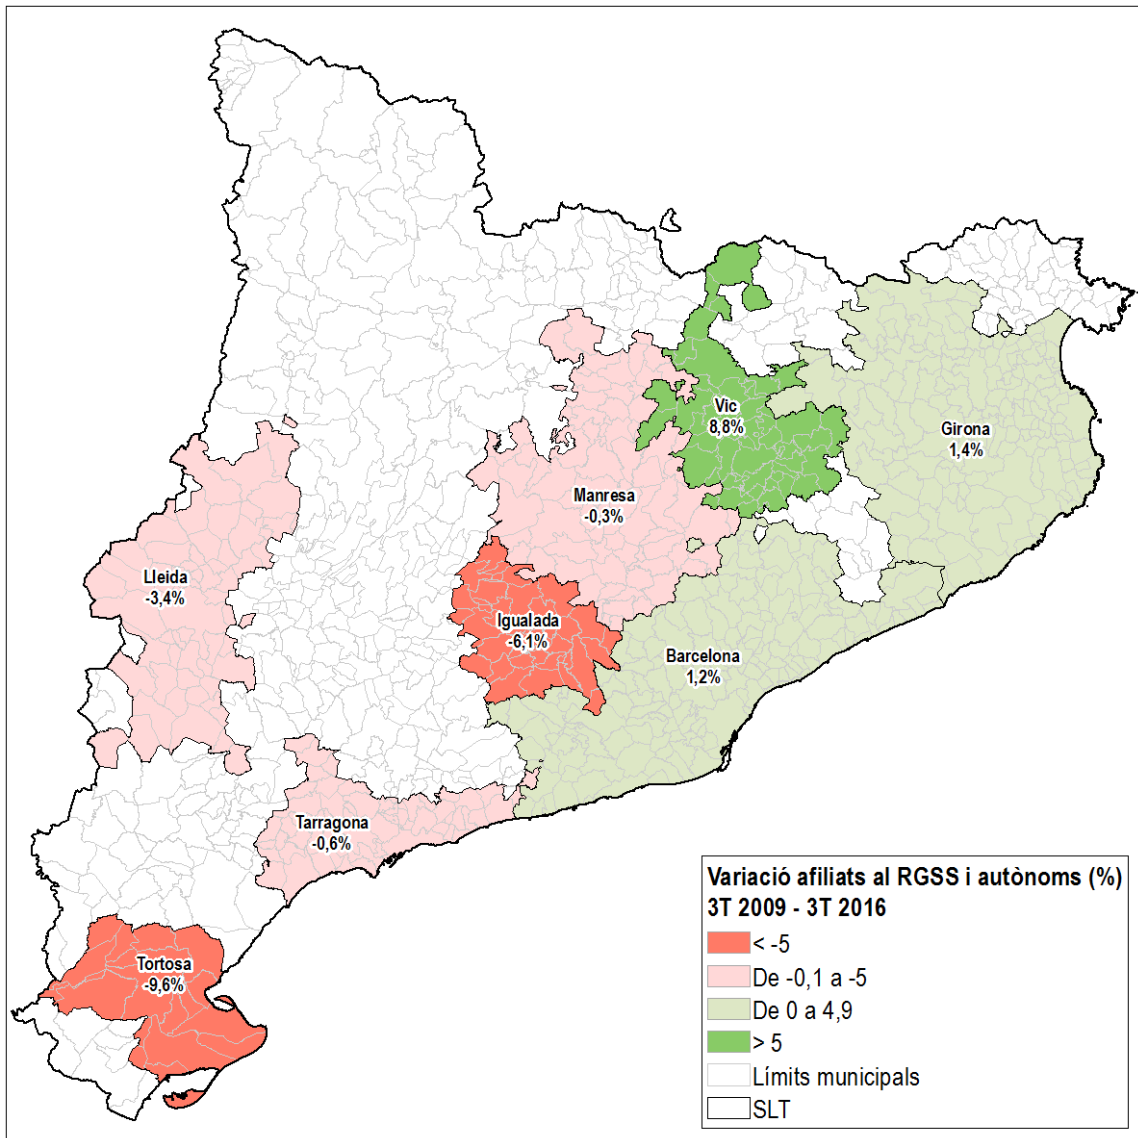 Vic
8,8%
Girona
1,4%
Manresa
-0,3%
Lleida
-3,4%
Igualada
-6,1%
Barcelona
1,2%
Tarragona
-0,6%
Tortosa
-9,6%
Variació afiliats al RGSS i autònoms (%)
3T 2009 - 3T 2016
< -5
De -0,1 a -5
De 0 a 4,9
> 5
Límits municipals
SLT